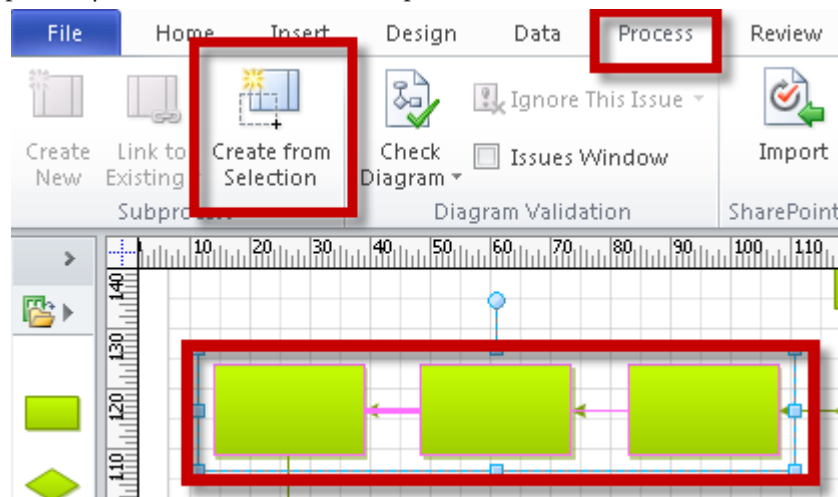 File Home Insert Design Data Process Review
Ignore This Issue
Create New
Link to Existing
Create from Selection
Check Diagram
Issues Window
Import
Diagram Validation SharePoint
10 20 30 40 50 60 70 80 90 100 110
140
130
120
110